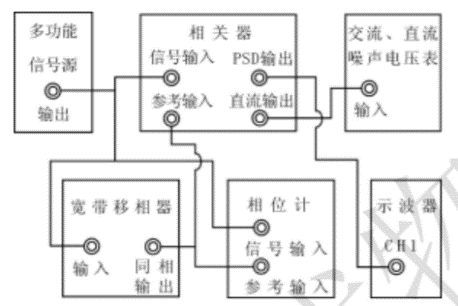 多功能
信号源
输出
相关器
信号输入 PSD输出
参考输入 直流输出
交流、直流
噪声电压表
输入
宽带移相器
输入 同相
输出
相位计
信号输入
参考输入
示波器
CH1